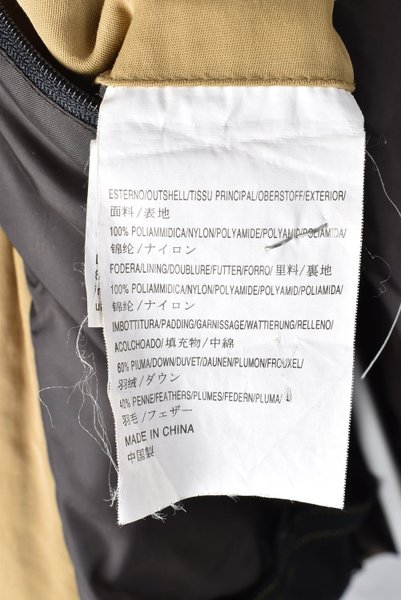 ESTERNO/OUTSHELL/TISSU PRINCIPAL/OBERSTOFF/EXTERIOR/
面料/表地
100% POLIAMMIDICA/NYLON/POLYAMIDE/POLYAMID/POLIAMIDA/
锦纶/ナイロン
FODERA/LINING/DOUBLURE/FUTTER/FORRO/里料/裏地
100% POLIAMMIDICA/NYLON/POLYAMIDE/POLYAMID/POLIAMIDA/
锦纶/ナイロン
IMBOTTITURA/PADDING/GARNISSAGE/WATTIERUNG/RELLENO/
ACOLCHOADO/填充物/中綿
60% PIUMA/DOWN/DUVET/DAUNEN/PLUMON/FROUXEL/
羽绒/ダウン
40% PENNE/FEATHERS/PLUMES/FEDERN/PLUMA/
羽毛/フェザー
MADE IN CHINA
中国製